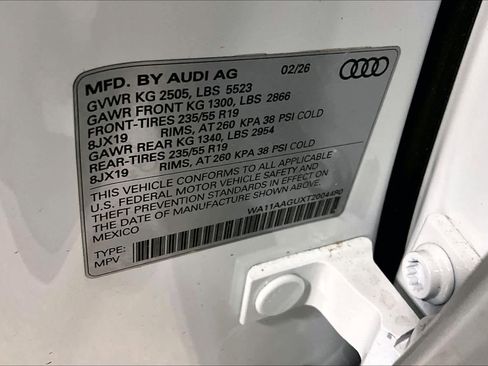 MFD. BY AUDI AG 02/26
GVWR KG 2505, LBS 5523
GAWR FRONT KG 1300, LBS 2866
FRONT-TIRES 235/55 R19
8JX19 RIMS, AT 260 KPA 38 PSI COLD
GAWR REAR KG 1340, LBS 2954
REAR-TIRES 235/55 R19
8JX19 RIMS, AT 260 KPA 38 PSI COLD
THIS VEHICLE CONFORMS TO ALL APPLICABLE
U.S. FEDERAL MOTOR VEHICLE SAFETY AND
THEFT PREVENTION STANDARDS IN EFFECT ON
THE DATE OF MANUFACTURE SHOWN ABOVE.
MEXICO
WA11AAGUXT2004480
TYPE:
MPV